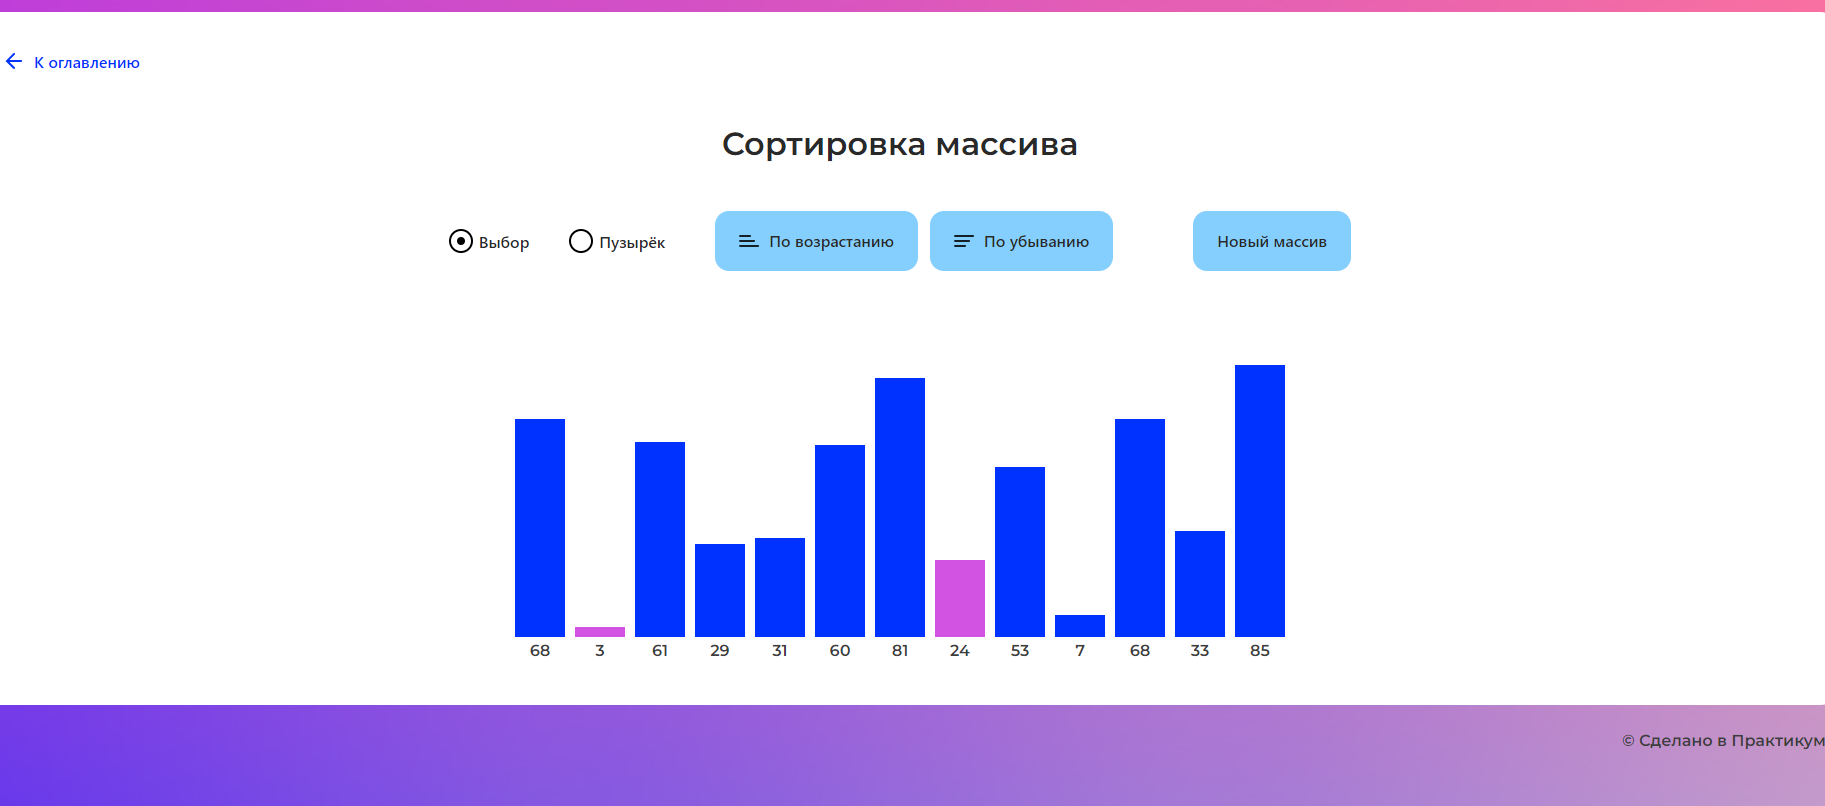 К оглавлению
Сортировка массива
Выбор Пузырёк По возрастанию По убыванию Новый массив
68 3 61 29 31 60 81 24 53 7 68 33 85
© Сделано в Практикум